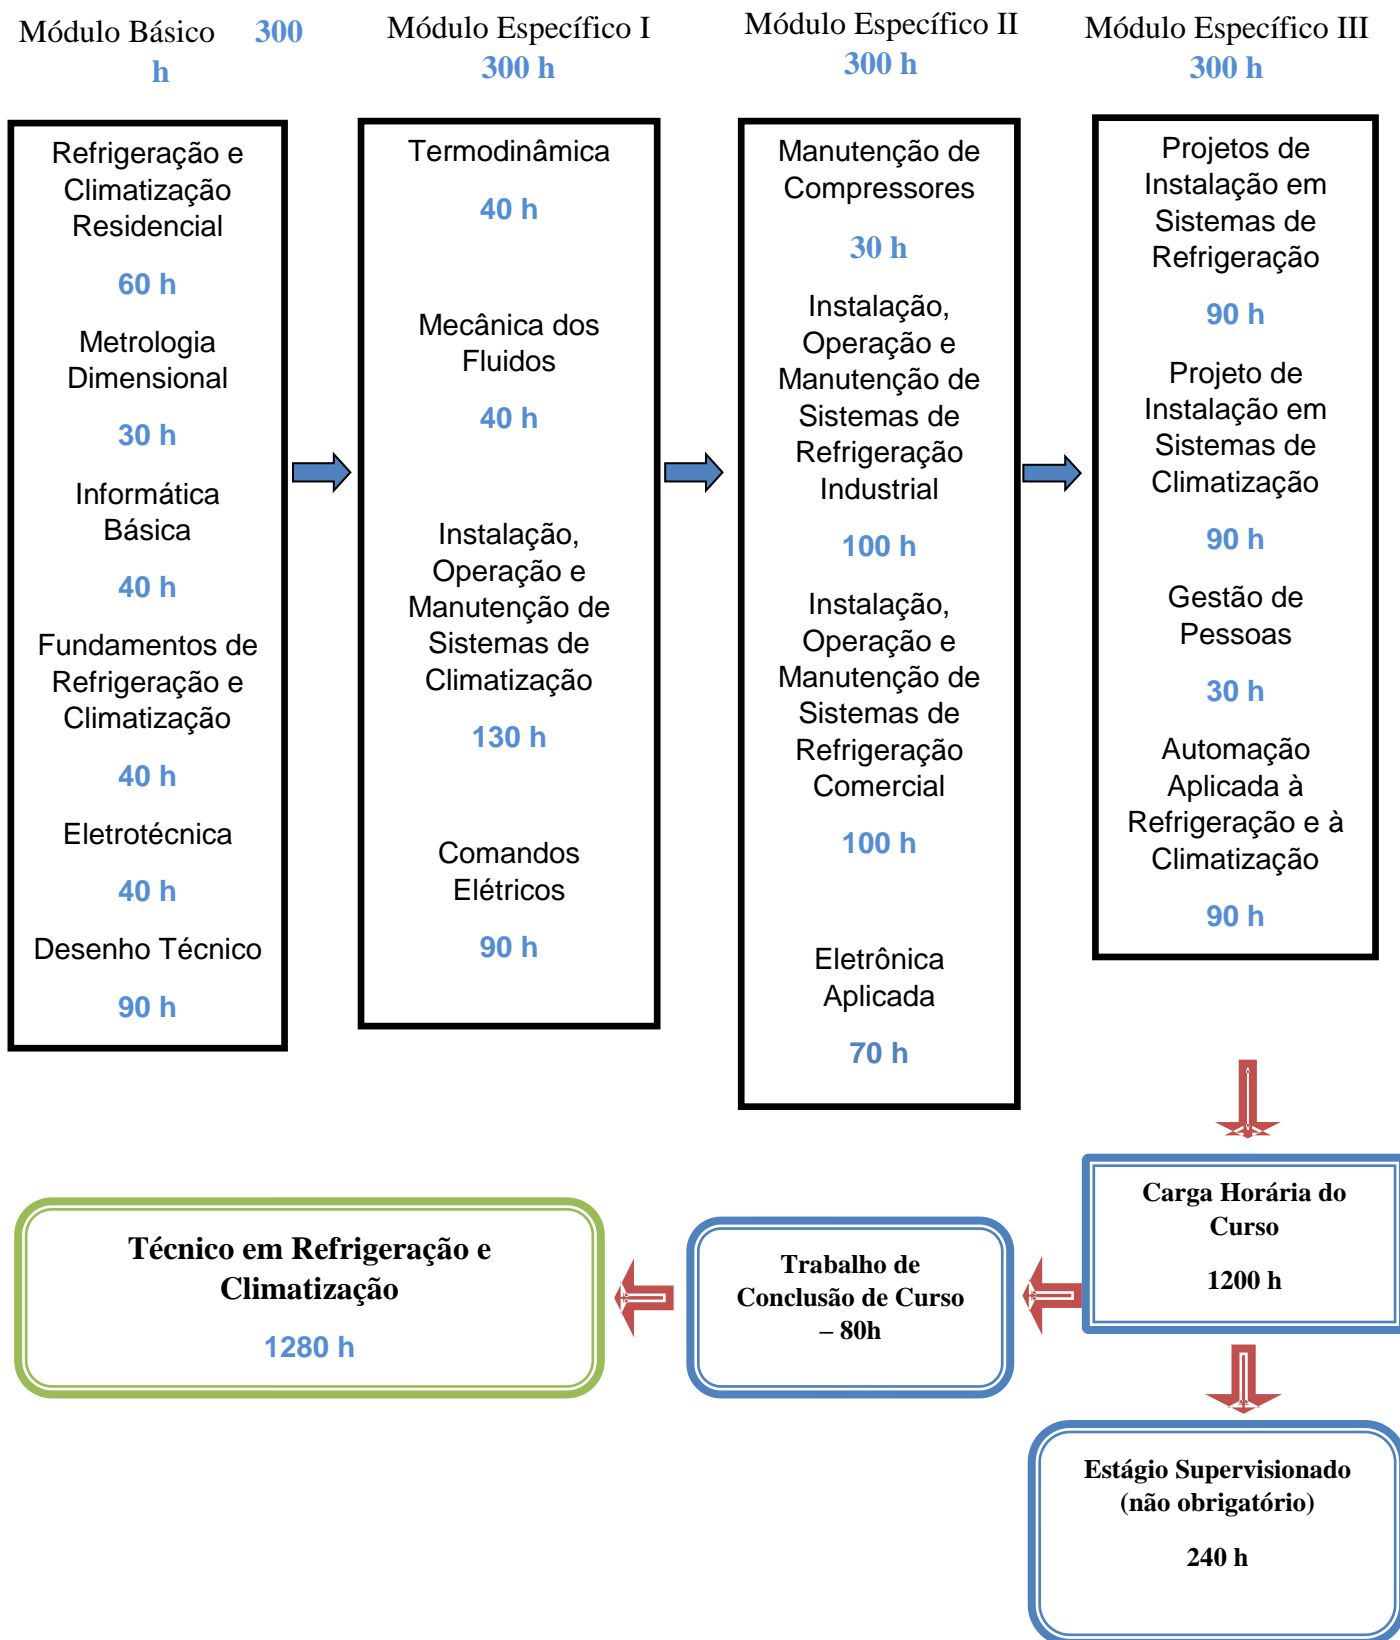 Módulo Básico 300
h
Refrigeração e
Climatização
Residencial
60 h
Metrologia
Dimensional
30 h
Informática
Básica
40 h
Fundamentos de
Refrigeração e
Climatização
40 h
Eletrotécnica
40 h
Desenho Técnico
90 h
Módulo Específico I
300 h
Termodinâmica
40 h
Mecânica dos
Fluidos
40 h
Instalação,
Operação e
Manutenção de
Sistemas de
Climatização
130 h
Comandos
Elétricos
90 h
Módulo Específico II
300 h
Manutenção de
Compressores
30 h
Instalação,
Operação e
Manutenção de
Sistemas de
Refrigeração
Industrial
100 h
Instalação,
Operação e
Manutenção de
Sistemas de
Refrigeração
Comercial
100 h
Eletrônica
Aplicada
70 h
Módulo Específico III
300 h
Projetos de
Instalação em
Sistemas de
Refrigeração
90 h
Projeto de
Instalação em
Sistemas de
Climatização
90 h
Gestão de
Pessoas
30 h
Automação
Aplicada à
Refrigeração e à
Climatização
90 h
Carga Horária do
Curso
1200 h
Trabalho de
Conclusão de Curso
– 80h
Técnico em Refrigeração e
Climatização
1280 h
Estágio Supervisionado
(não obrigatório)
240 h